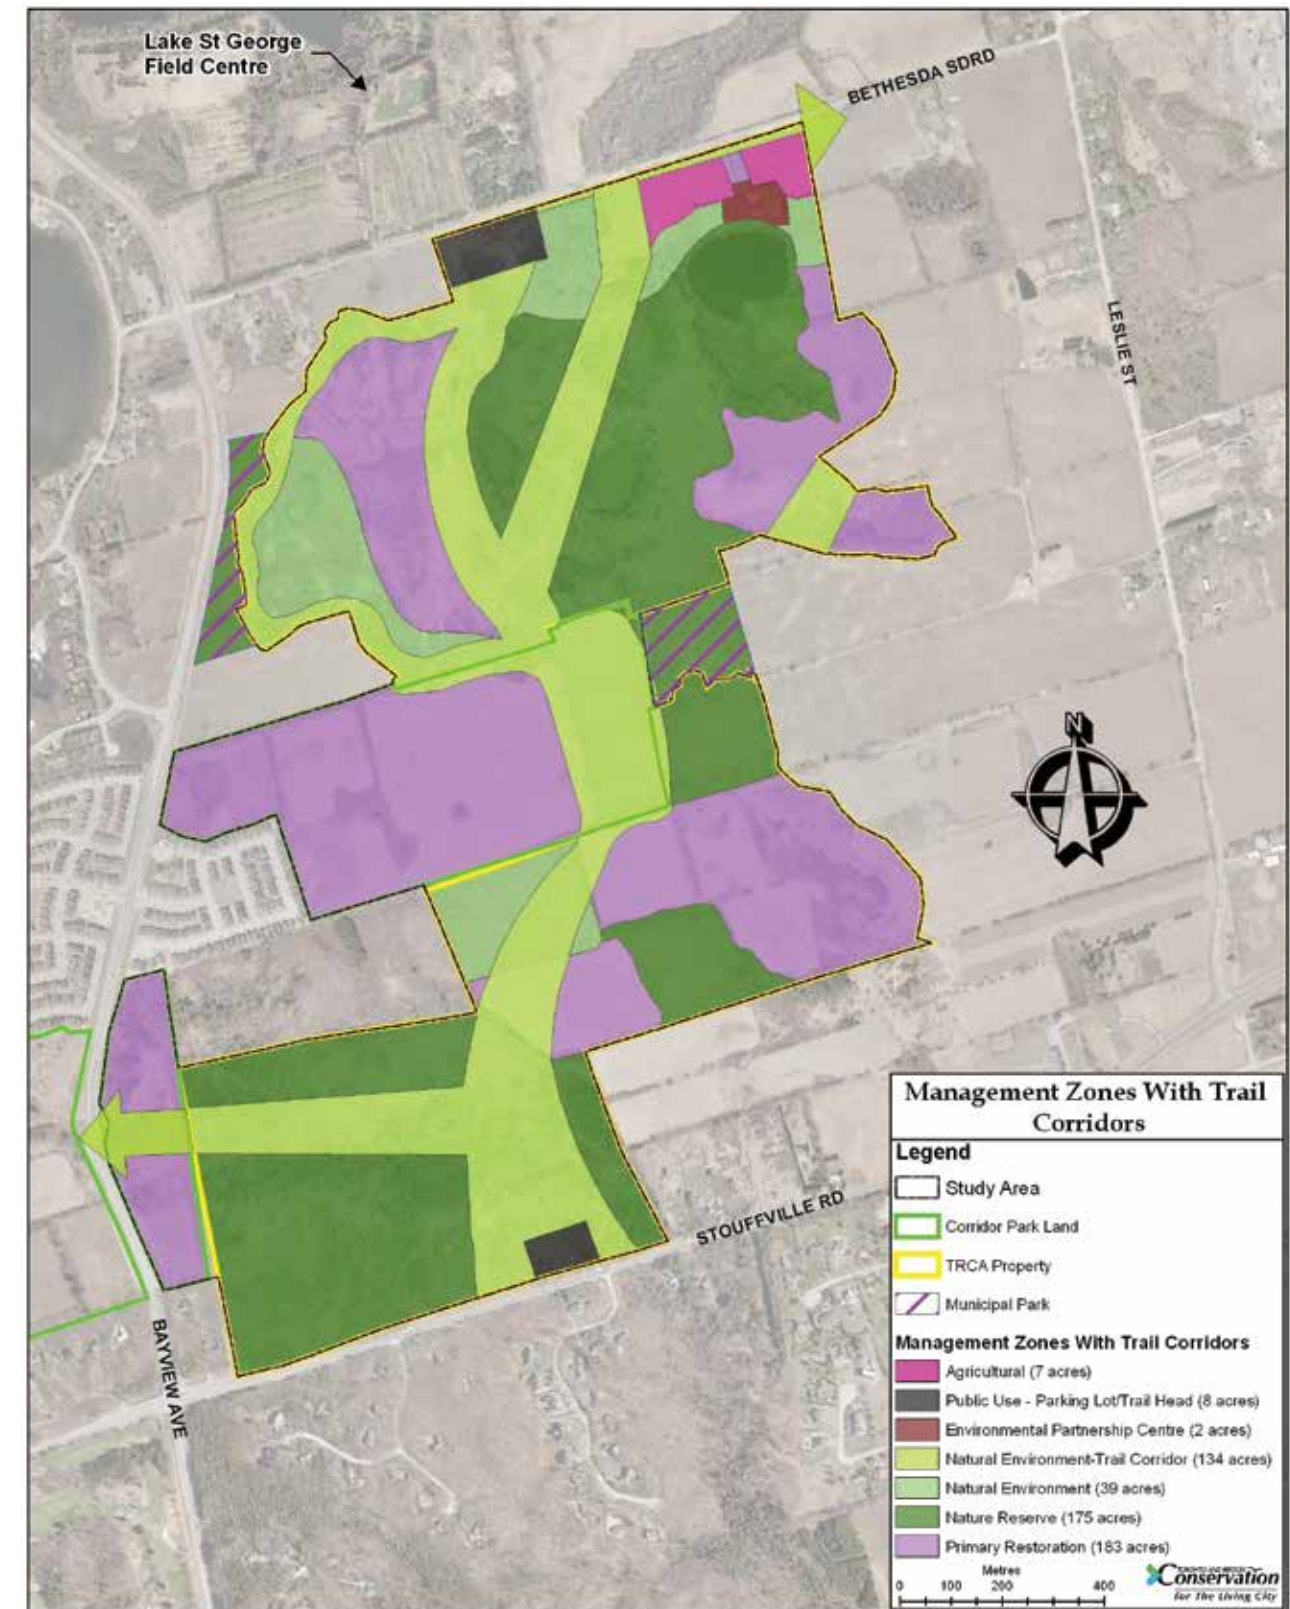 Lake St George
Field Centre
BETHESDA SDRD
LESLIE ST
N
STOUFFVILLE RD
BAYVIEW AVE
Management Zones With Trail
Corridors
Legend
Study Area
Corridor Park Land
TRCA Property
Municipal Park
Management Zones With Trail Corridors
Agricultural (7 acres)
Public Use - Parking Lot/Trail Head (8 acres)
Environmental Partnership Centre (2 acres)
Natural Environment-Trail Corridor (134 acres)
Natural Environment (39 acres)
Nature Reserve (175 acres)
Primary Restoration (183 acres)
Metres
0 100 200 400
Conservation
for The Living City